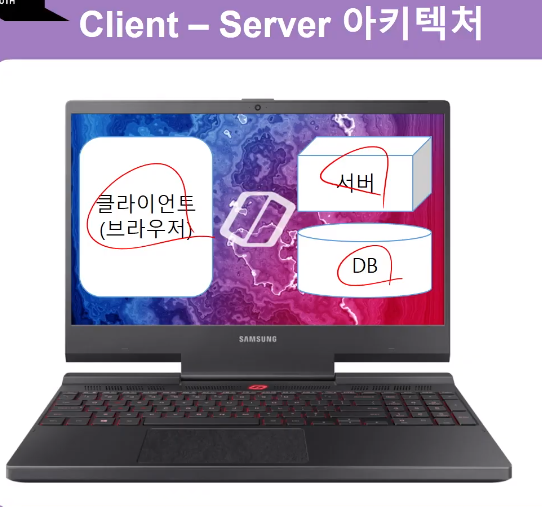 Client – Server 아키텍처
클라이언트
(브라우저)
서버
DB
SAMSUNG